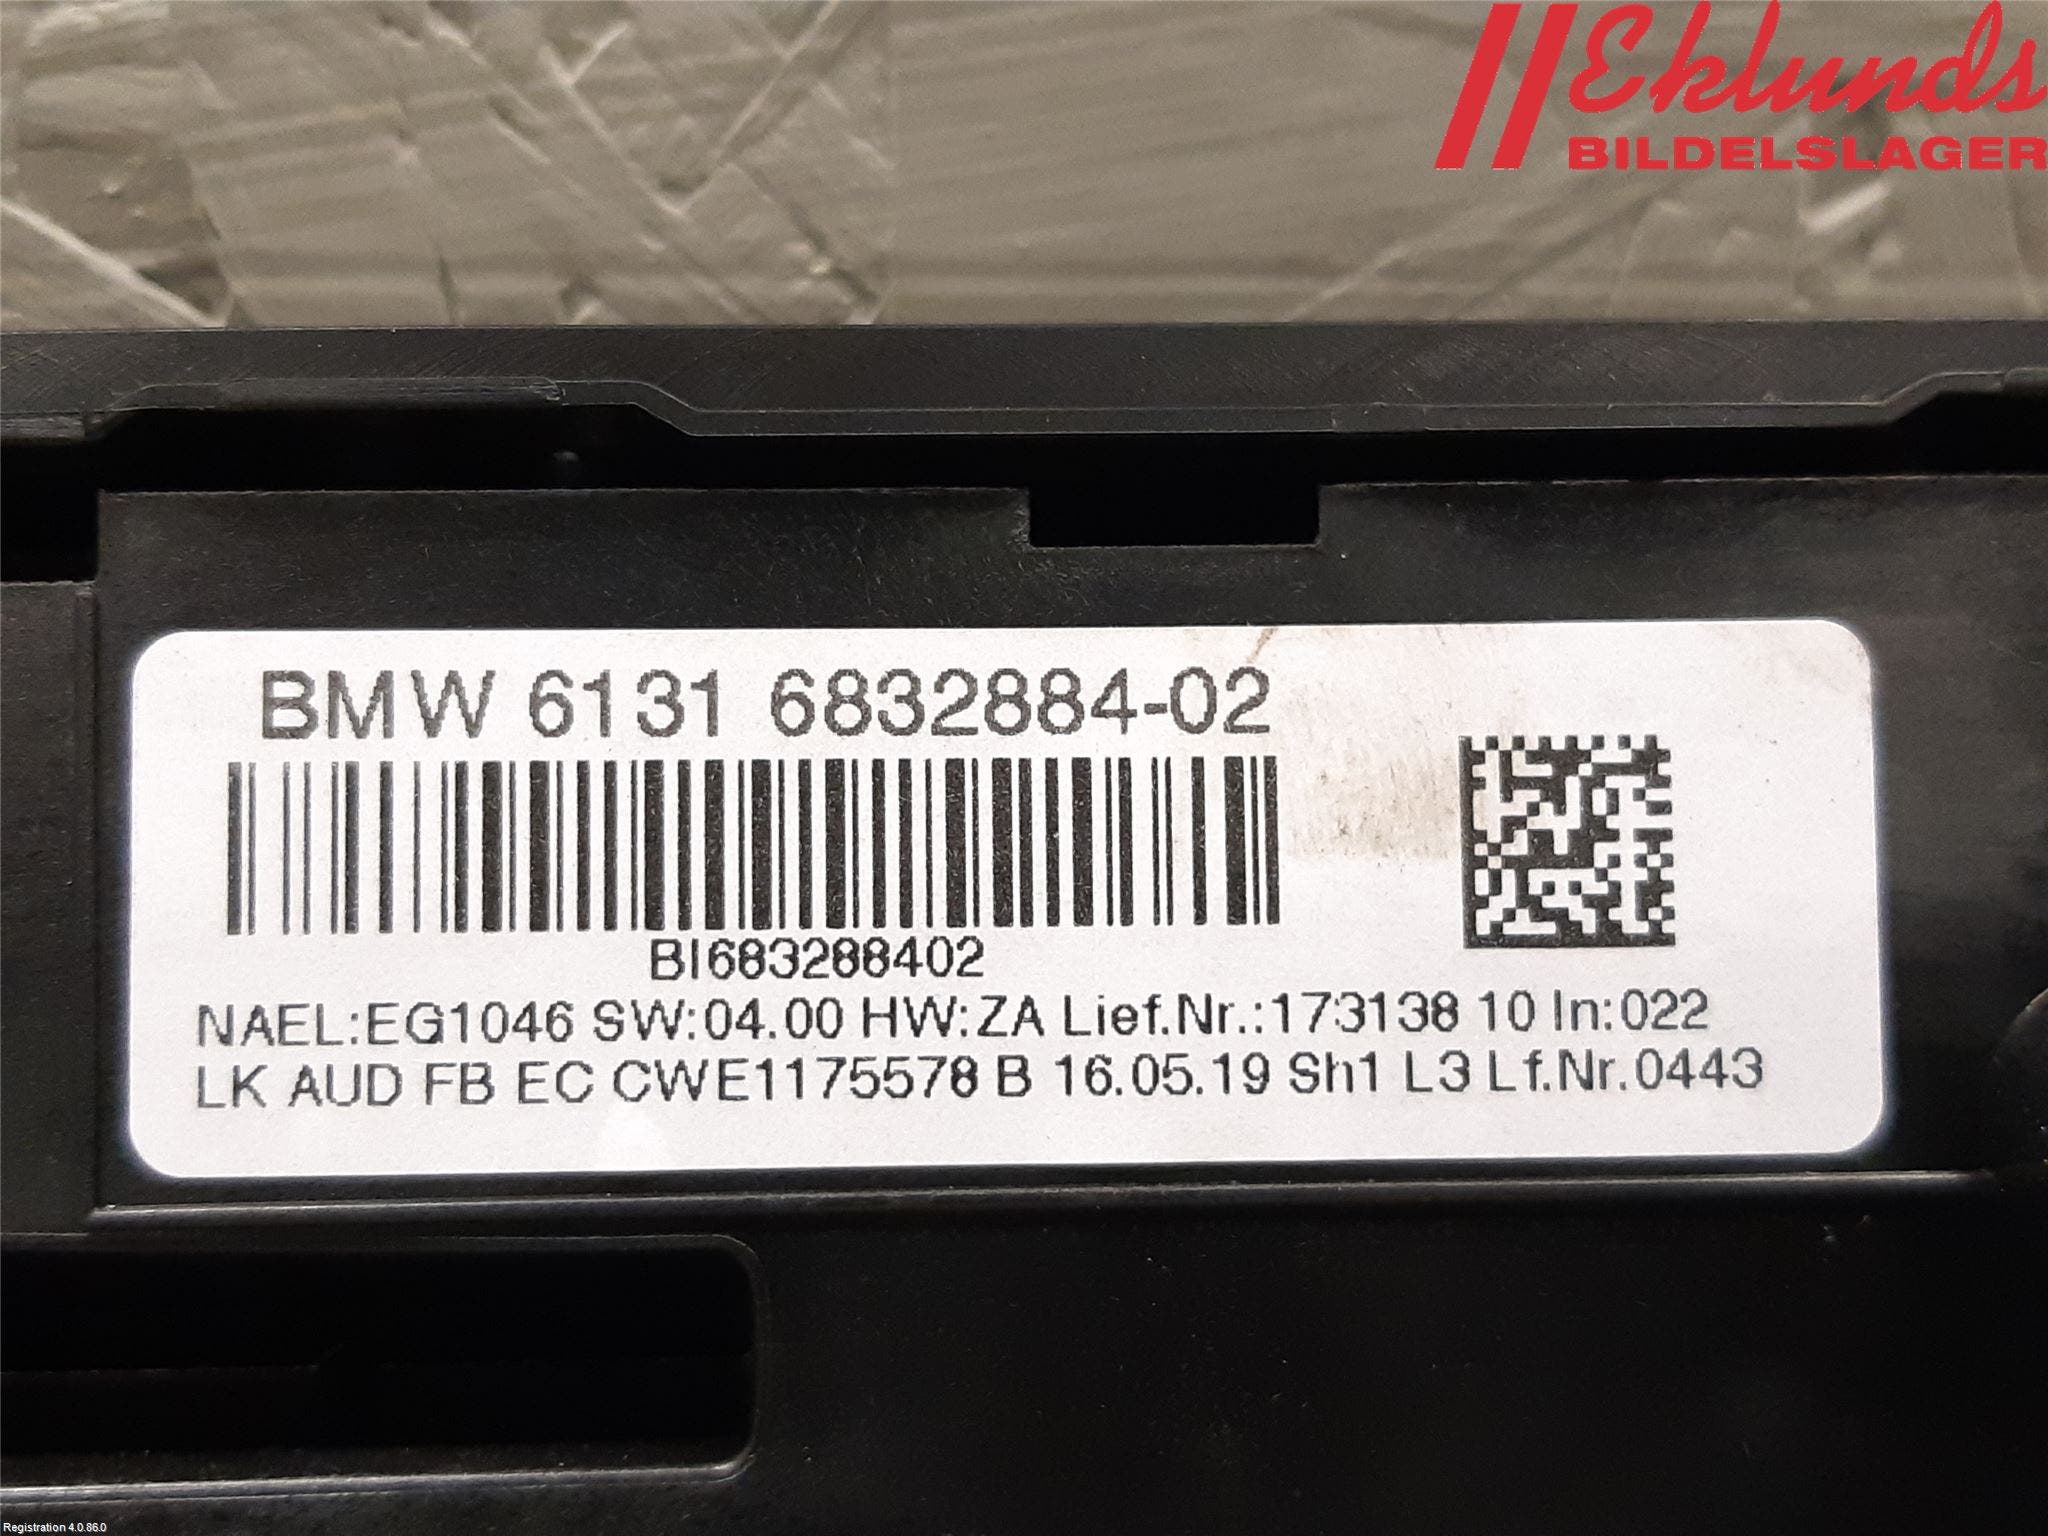 Eklunds
BILDELSLAGER
BMW 6131 6832884-02
BI683288402
NAEL:EG1046 SW:04.00 HW:ZA Lief.Nr.:173138 10 In:022
LK AUD FB EC CWE1175578 B 16.05.19 Sh1 L3 Lf.Nr.0443
Registration 4.0.86.0